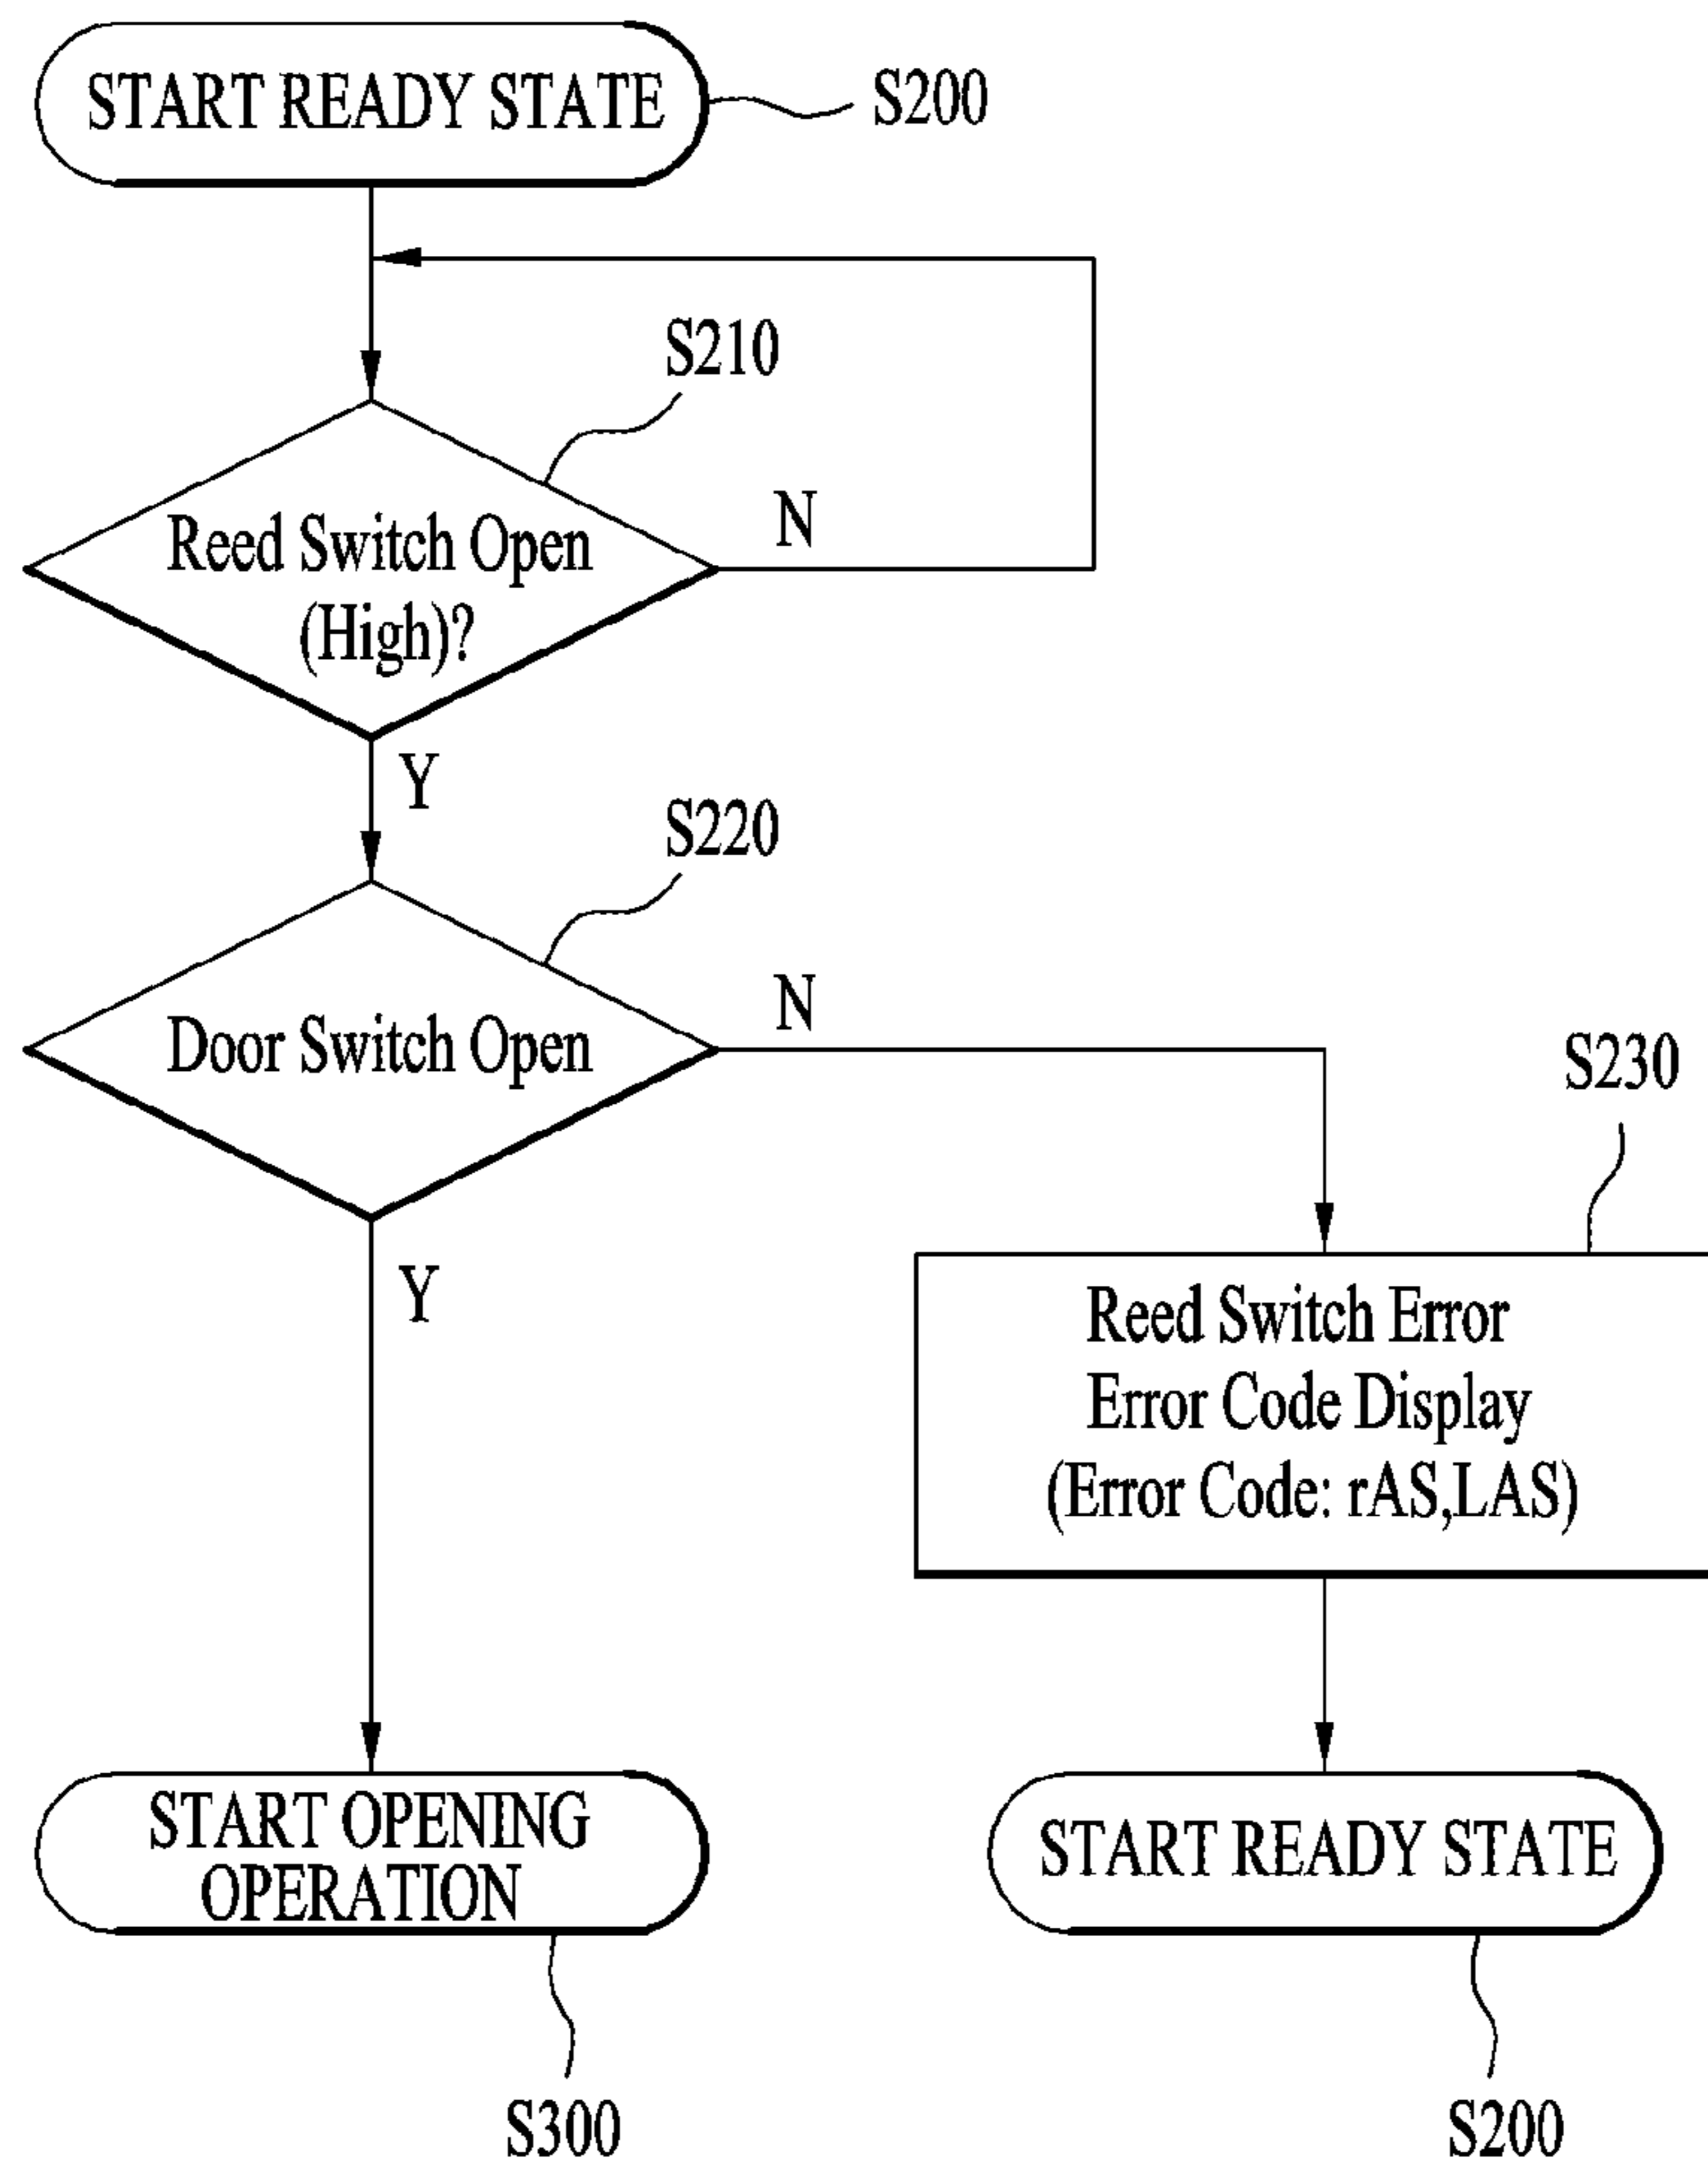 START READY STATE
S200
S210
Reed Switch Open
(High)?
N
Y
S220
Door Switch Open
N
Y
S230
Reed Switch Error
Error Code Display
(Error Code: rAS,LAS)
START OPENING
OPERATION
START READY STATE
S300
S200